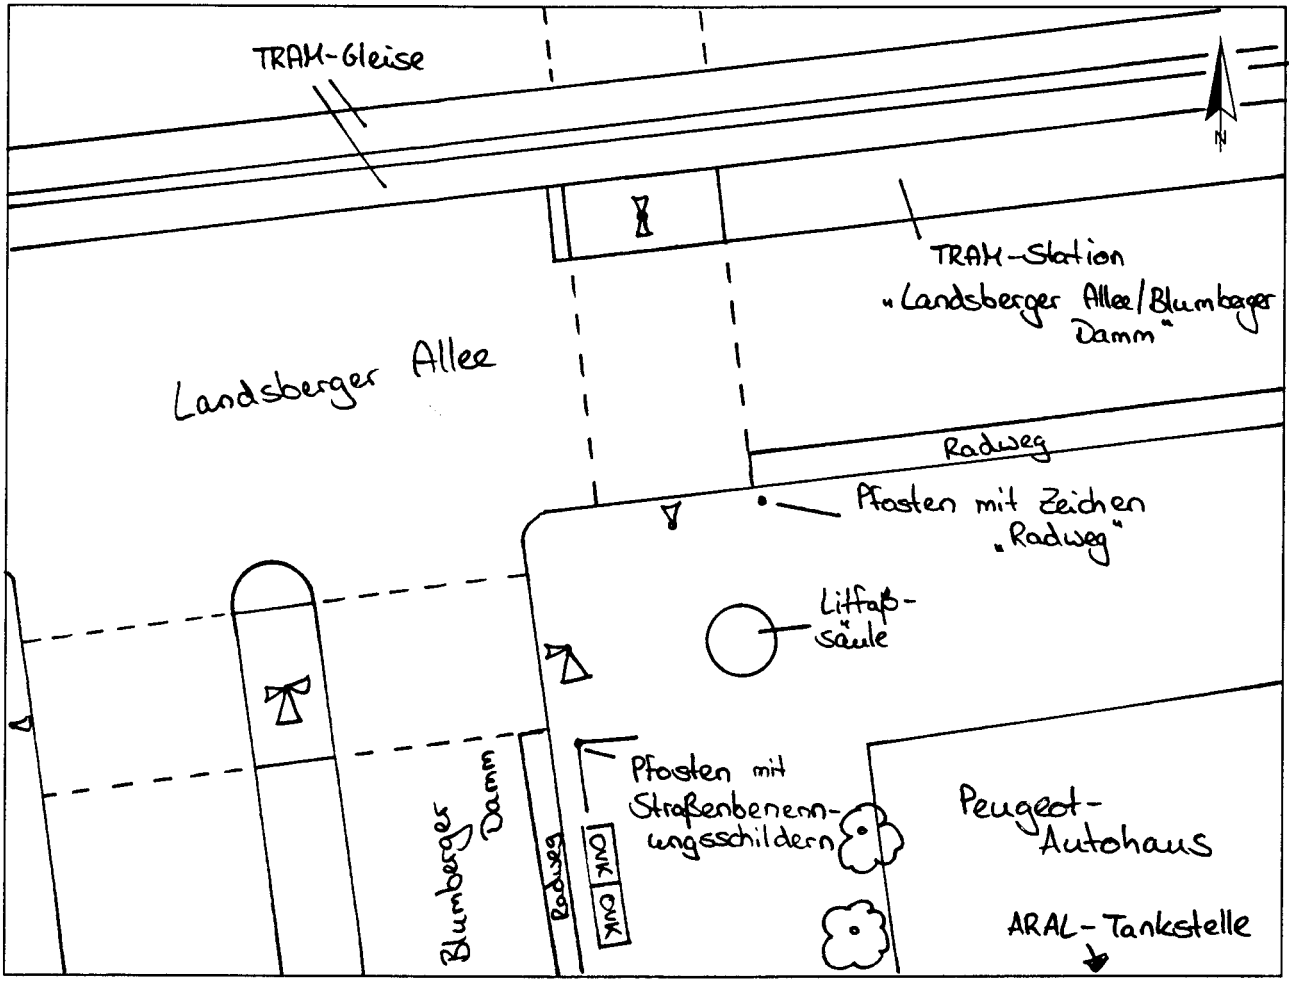 TRAM-Gleise
N
TRAM-Station
"Landsberger Allee/Blumberger
Damm"
Landsberger Allee
Radweg
Pfosten mit Zeichen
"Radweg"
Litfaß-
säule
Pfosten mit
Straßenbenenn-
ungsschildern
Blumberger
Damm
Radweg
OVK OVK
Peugeot-
Autohaus
ARAL-Tankstelle